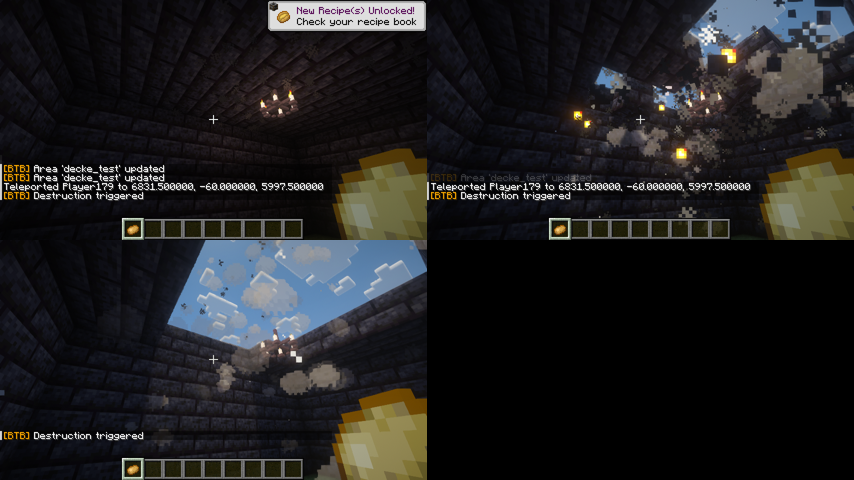 New Recipe(s) Unlocked!
Check your recipe book
[BTB] Area 'decke_test' updated
[BTB] Area 'decke_test' updated
Teleported Player179 to 6831.500000, -60.000000, 5997.500000
[BTB] Destruction triggered
[BTB] Area 'decke_test' updated
Teleported Player179 to 6831.500000, -60.000000, 5997.500000
[BTB] Destruction triggered
[BTB] Destruction triggered